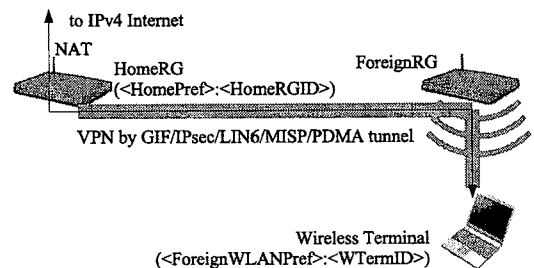 to IPv4 Internet
NAT
HomeRG
(<HomePref>:<HomeRGID>)
ForeignRG
VPN by GIF/IPsec/LIN6/MISP/PDMA tunnel
Wireless Terminal
(<ForeignWLANPref>:<WTermID>)